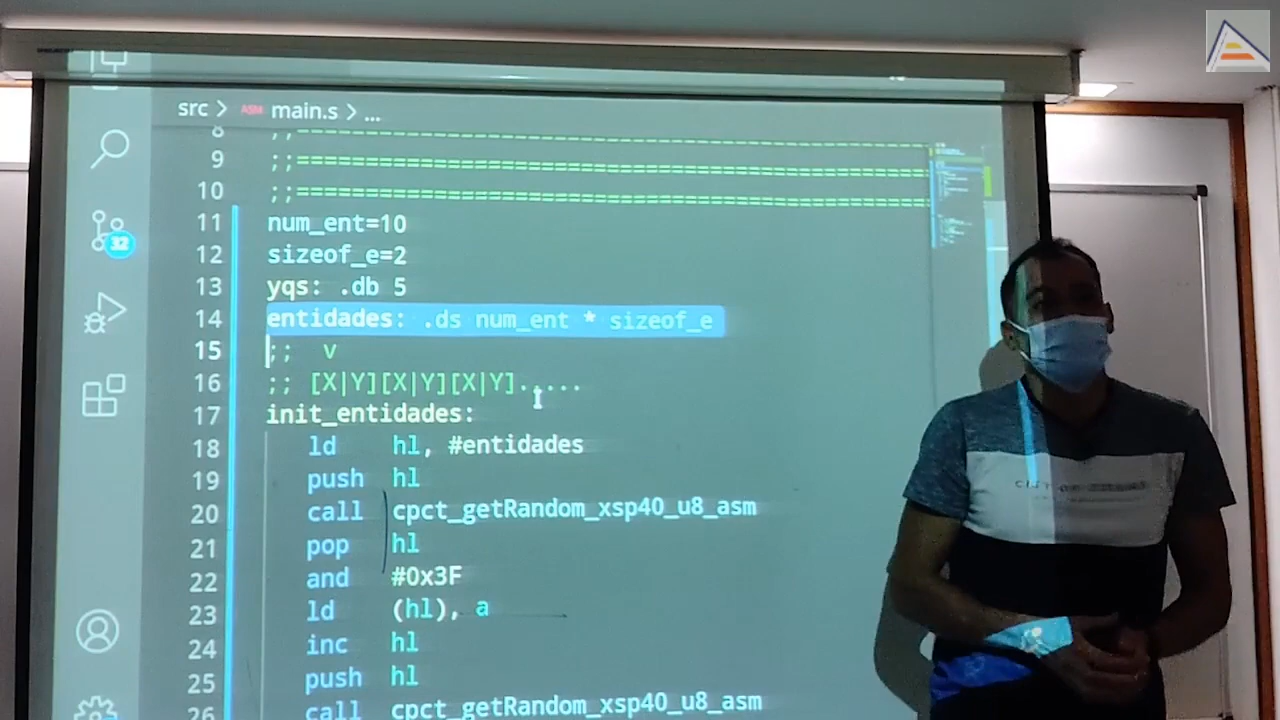 src > ASM main.s > ...
8 ;;==================================================
9 ;;==================================================
10 ;;==================================================
11 num_ent=10
12 sizeof_e=2
13 yqs: .db 5
14 entidades: .ds num_ent * sizeof_e
15 ;; v
16 ;; [X|Y][X|Y][X|Y].....
17 init_entidades:
18 ld hl, #entidades
19 push hl
20 call cpct_getRandom_xsp40_u8_asm
21 pop hl
22 and #0x3F
23 ld (hl), a
24 inc hl
25 push hl
26 call cpct_getRandom_xsp40_u8_asm
32